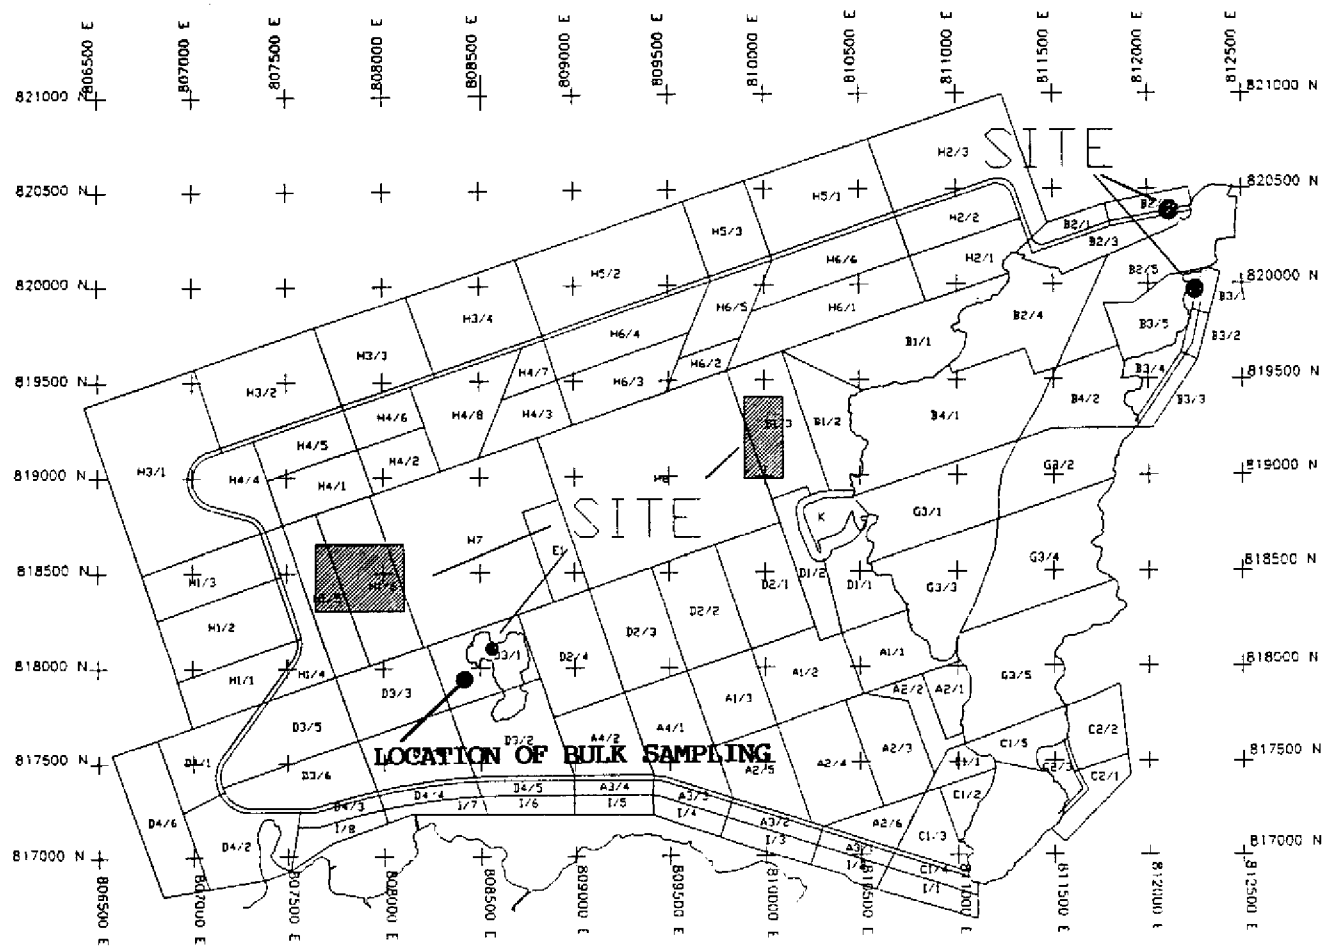 806500 E
807000 E
807500 E
808000 E
808500 E
809000 E
809500 E
810000 E
810500 E
811000 E
811500 E
812000 E
812500 E
821000 N
821000 N
H2/3
SITE
820500 N
820500 N
H5/1
B2/1
H5/3
H2/2
B2/3
H6/6
H2/1
H5/2
B2/5
820000 N
820000 N
B3/1
H6/5
H6/1
H3/4
B2/4
B3/5
H6/4
B3/2
H3/3
B1/1
H4/7
H6/2
B3/4
819500 N
819500 N
H3/2
H6/3
B4/2
B3/3
H4/6
H4/8
H4/3
B1/2
B4/1
H4/5
H3/1
H4/2
H4/4
H4/1
G3/2
819000 N
819000 N
SITE
K
G3/1
H7
E1
G3/4
H1/3
D1/2
D1/1
D2/1
G3/3
818500 N
818500 N
D2/2
H1/2
D2/3
D3/1
D2/4
A1/1
818000 N
818000 N
H1/1
H1/4
D3/3
A1/2
A2/2
A2/1
G3/5
A1/3
D3/5
A4/1
C2/2
D3/2
A4/2
C1/5
LOCATION OF BULK SAMPLING
A2/3
817500 N
817500 N
D3/6
A2/5
A2/4
C2/3
C2/1
D4/3
D4/4
D4/5
A3/4
A3/3
C1/2
D4/6
I/8
I/7
I/6
I/5
I/4
A3/2
A2/6
C1/3
D4/2
I/3
A3/1
817000 N
817000 N
C1/4
I/1
806500 E
807000 E
807500 E
808000 E
808500 E
809000 E
809500 E
810000 E
810500 E
811000 E
811500 E
812000 E
812500 E